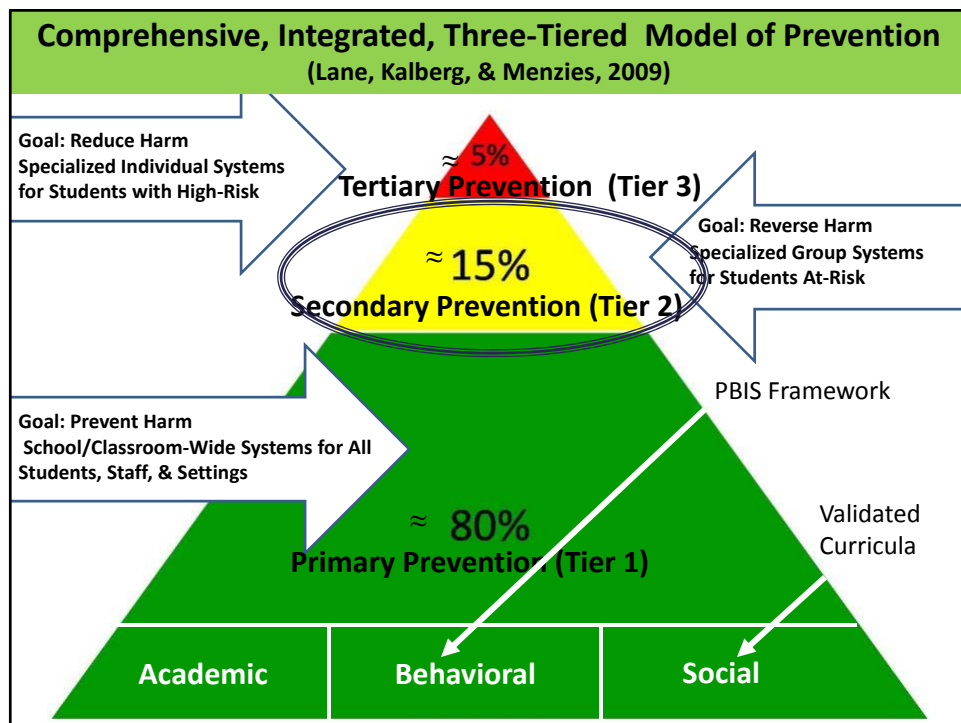 Comprehensive, Integrated, Three-Tiered Model of Prevention
(Lane, Kalberg, & Menzies, 2009)
Goal: Reduce Harm
Specialized Individual Systems
for Students with High-Risk
≈ 5%
Tertiary Prevention (Tier 3)
Goal: Reverse Harm
Specialized Group Systems
for Students At-Risk
≈ 15%
Secondary Prevention (Tier 2)
PBIS Framework
Goal: Prevent Harm
School/Classroom-Wide Systems for All
Students, Staff, & Settings
≈ 80%
Primary Prevention (Tier 1)
Validated
Curricula
Academic
Behavioral
Social